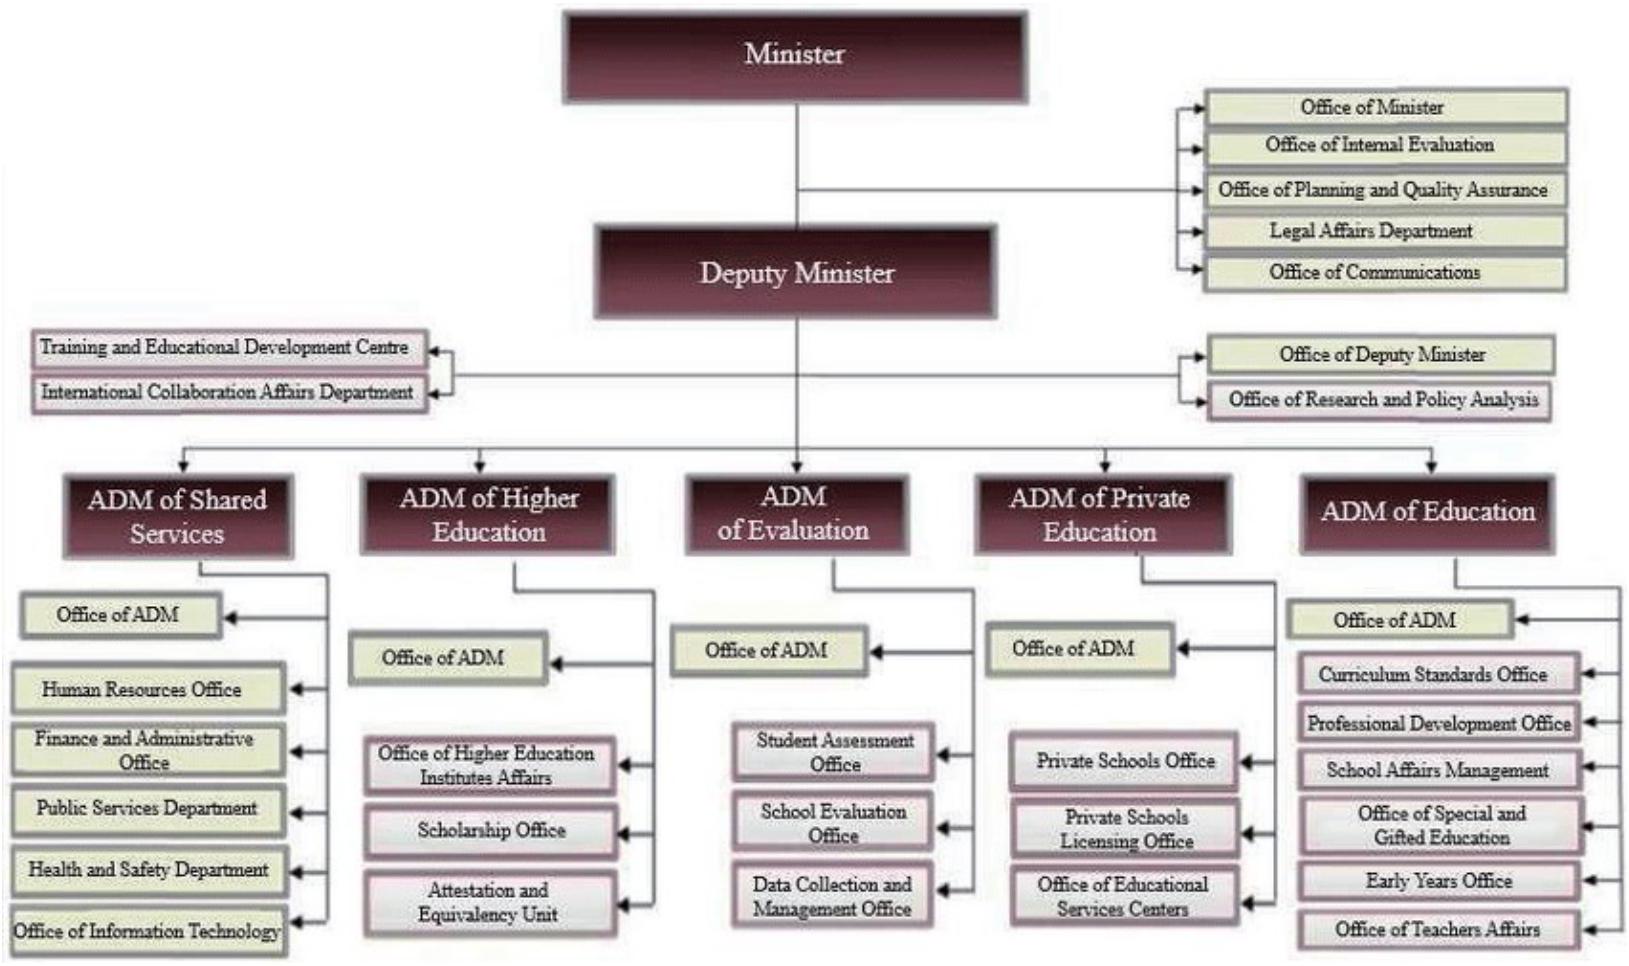 Minister
Office of Minister
Office of Internal Evaluation
Office of Planning and Quality Assurance
Legal Affairs Department
Office of Communications
Deputy Minister
Training and Educational Development Centre
International Collaboration Affairs Department
Office of Deputy Minister
Office of Research and Policy Analysis
ADM of Shared
Services
Office of ADM
Human Resources Office
Finance and Administrative
Office
Public Services Department
Health and Safety Department
Office of Information Technology
ADM of Higher
Education
Office of ADM
Office of Higher Education
Institutes Affairs
Scholarship Office
Attestation and
Equivalency Unit
ADM
of Evaluation
Office of ADM
Student Assessment
Office
School Evaluation
Office
Data Collection and
Management Office
ADM of Private
Education
Office of ADM
Private Schools Office
Private Schools
Licensing Office
Office of Educational
Services Centers
ADM of Education
Office of ADM
Curriculum Standards Office
Professional Development Office
School Affairs Management
Office of Special and
Gifted Education
Early Years Office
Office of Teachers Affairs